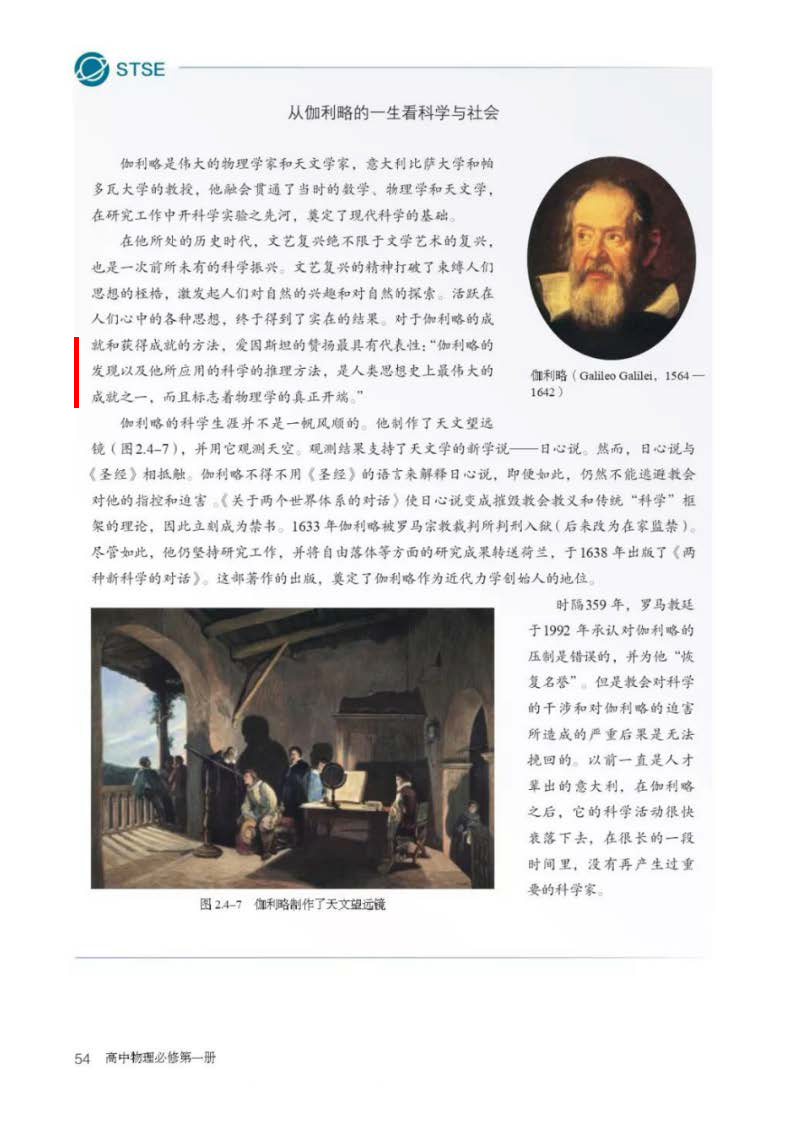 STSE
从伽利略的一生看科学与社会
伽利略是伟大的物理学家和天文学家，意大利比萨大学和帕
多瓦大学的教授，他融会贯通了当时的数学、物理学和天文学，
在研究工作中开科学实验之先河，奠定了现代科学的基础。
在他所处的历史时代，文艺复兴绝不限于文学艺术的复兴，
也是一次前所未有的科学振兴。文艺复兴的精神打破了束缚人们
思想的桎梏，激发起人们对自然的兴趣和对自然的探索。活跃在
人们心中的各种思想，终于得到了实在的结果。对于伽利略的成
就和获得成就的方法，爱因斯坦的赞扬最具有代表性：“伽利略的
发现以及他所应用的科学的推理方法，是人类思想史上最伟大的
成就之一，而且标志着物理学的真正开端。”
伽利略（Galileo Galilei，1564—
1642）
伽利略的科学生涯并不是一帆风顺的。他制作了天文望远
镜（图2.4–7），并用它观测天空。观测结果支持了天文学的新学说——日心说。然而，日心说与
《圣经》相抵触。伽利略不得不用《圣经》的语言来解释日心说，即便如此，仍然不能逃避教会
对他的指控和迫害。《关于两个世界体系的对话》使日心说变成摧毁教会教义和传统“科学”框
架的理论，因此立刻成为禁书。1633 年伽利略被罗马宗教裁判所判刑入狱（后来改为在家监禁）。
尽管如此，他仍坚持研究工作，并将自由落体等方面的研究成果转送荷兰，于1638 年出版了《两
种新科学的对话》。这部著作的出版，奠定了伽利略作为近代力学创始人的地位。
时隔359 年，罗马教廷
于1992 年承认对伽利略的
压制是错误的，并为他“恢
复名誉”。但是教会对科学
的干涉和对伽利略的迫害
所造成的严重后果是无法
挽回的。以前一直是人才
辈出的意大利，在伽利略
之后，它的科学活动很快
衰落下去，在很长的一段
时间里，没有再产生过重
要的科学家。
图 2.4–7 伽利略制作了天文望远镜
54 高中物理必修第一册